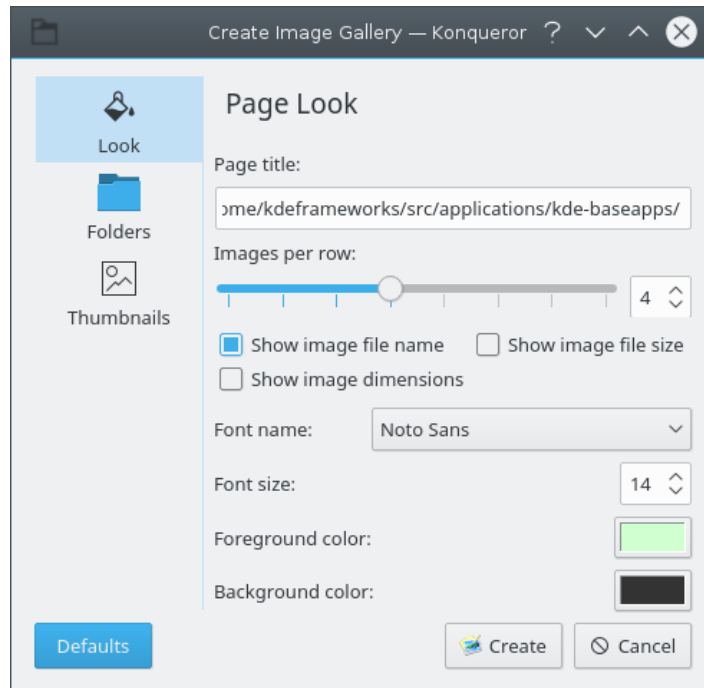 Create Image Gallery — Konqueror
Look
Folders
Thumbnails
Page Look
Page title:
ome/kdeframeworks/src/applications/kde-baseapps/
Images per row:
4
Show image file name Show image file size
Show image dimensions
Font name: Noto Sans
Font size: 14
Foreground color:
Background color:
Defaults Create Cancel